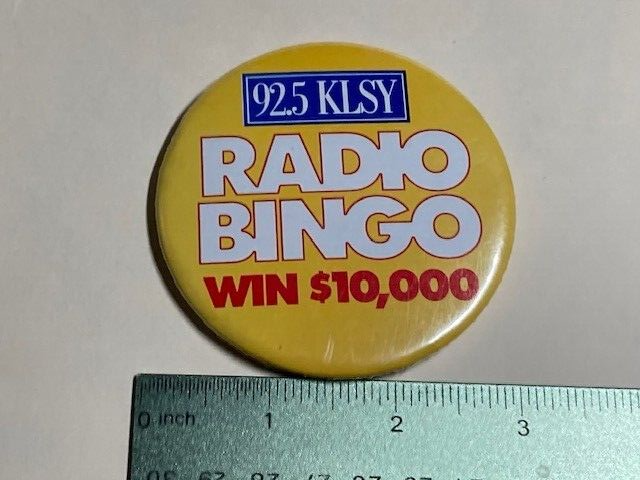 92.5 KLSY
RADIO
BINGO
WIN $10,000
0 inch 1 2 3